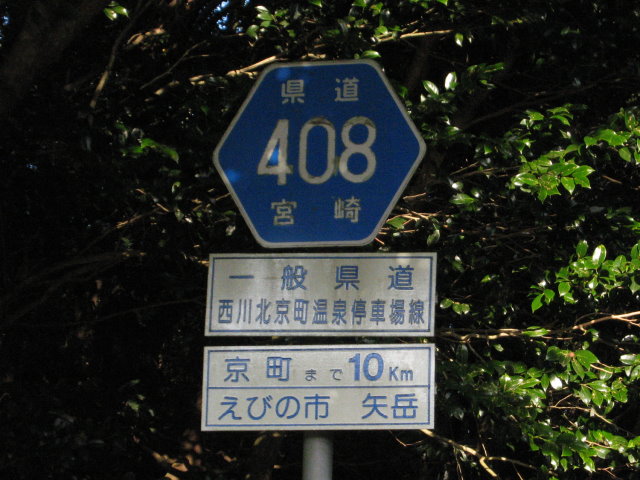 県道
408
宮崎
一般県道
西川北京町温泉停車場線
京町まで10Km
えびの市 矢岳